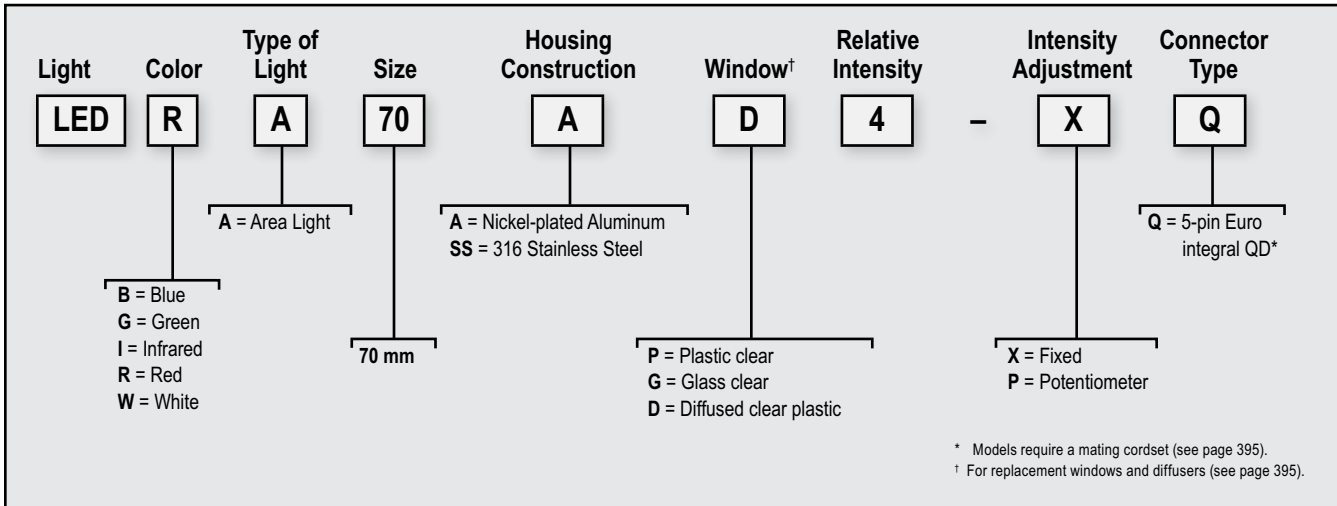 Light Color Type of Light Size Housing Construction Window† Relative Intensity Intensity Adjustment Connector Type
LED R A 70 A D 4 – X Q
A = Area Light
A = Nickel-plated Aluminum
SS = 316 Stainless Steel
Q = 5-pin Euro
integral QD*
B = Blue
G = Green
I = Infrared
R = Red
W = White
70 mm
P = Plastic clear
G = Glass clear
D = Diffused clear plastic
X = Fixed
P = Potentiometer
* Models require a mating cordset (see page 395).
† For replacement windows and diffusers (see page 395).